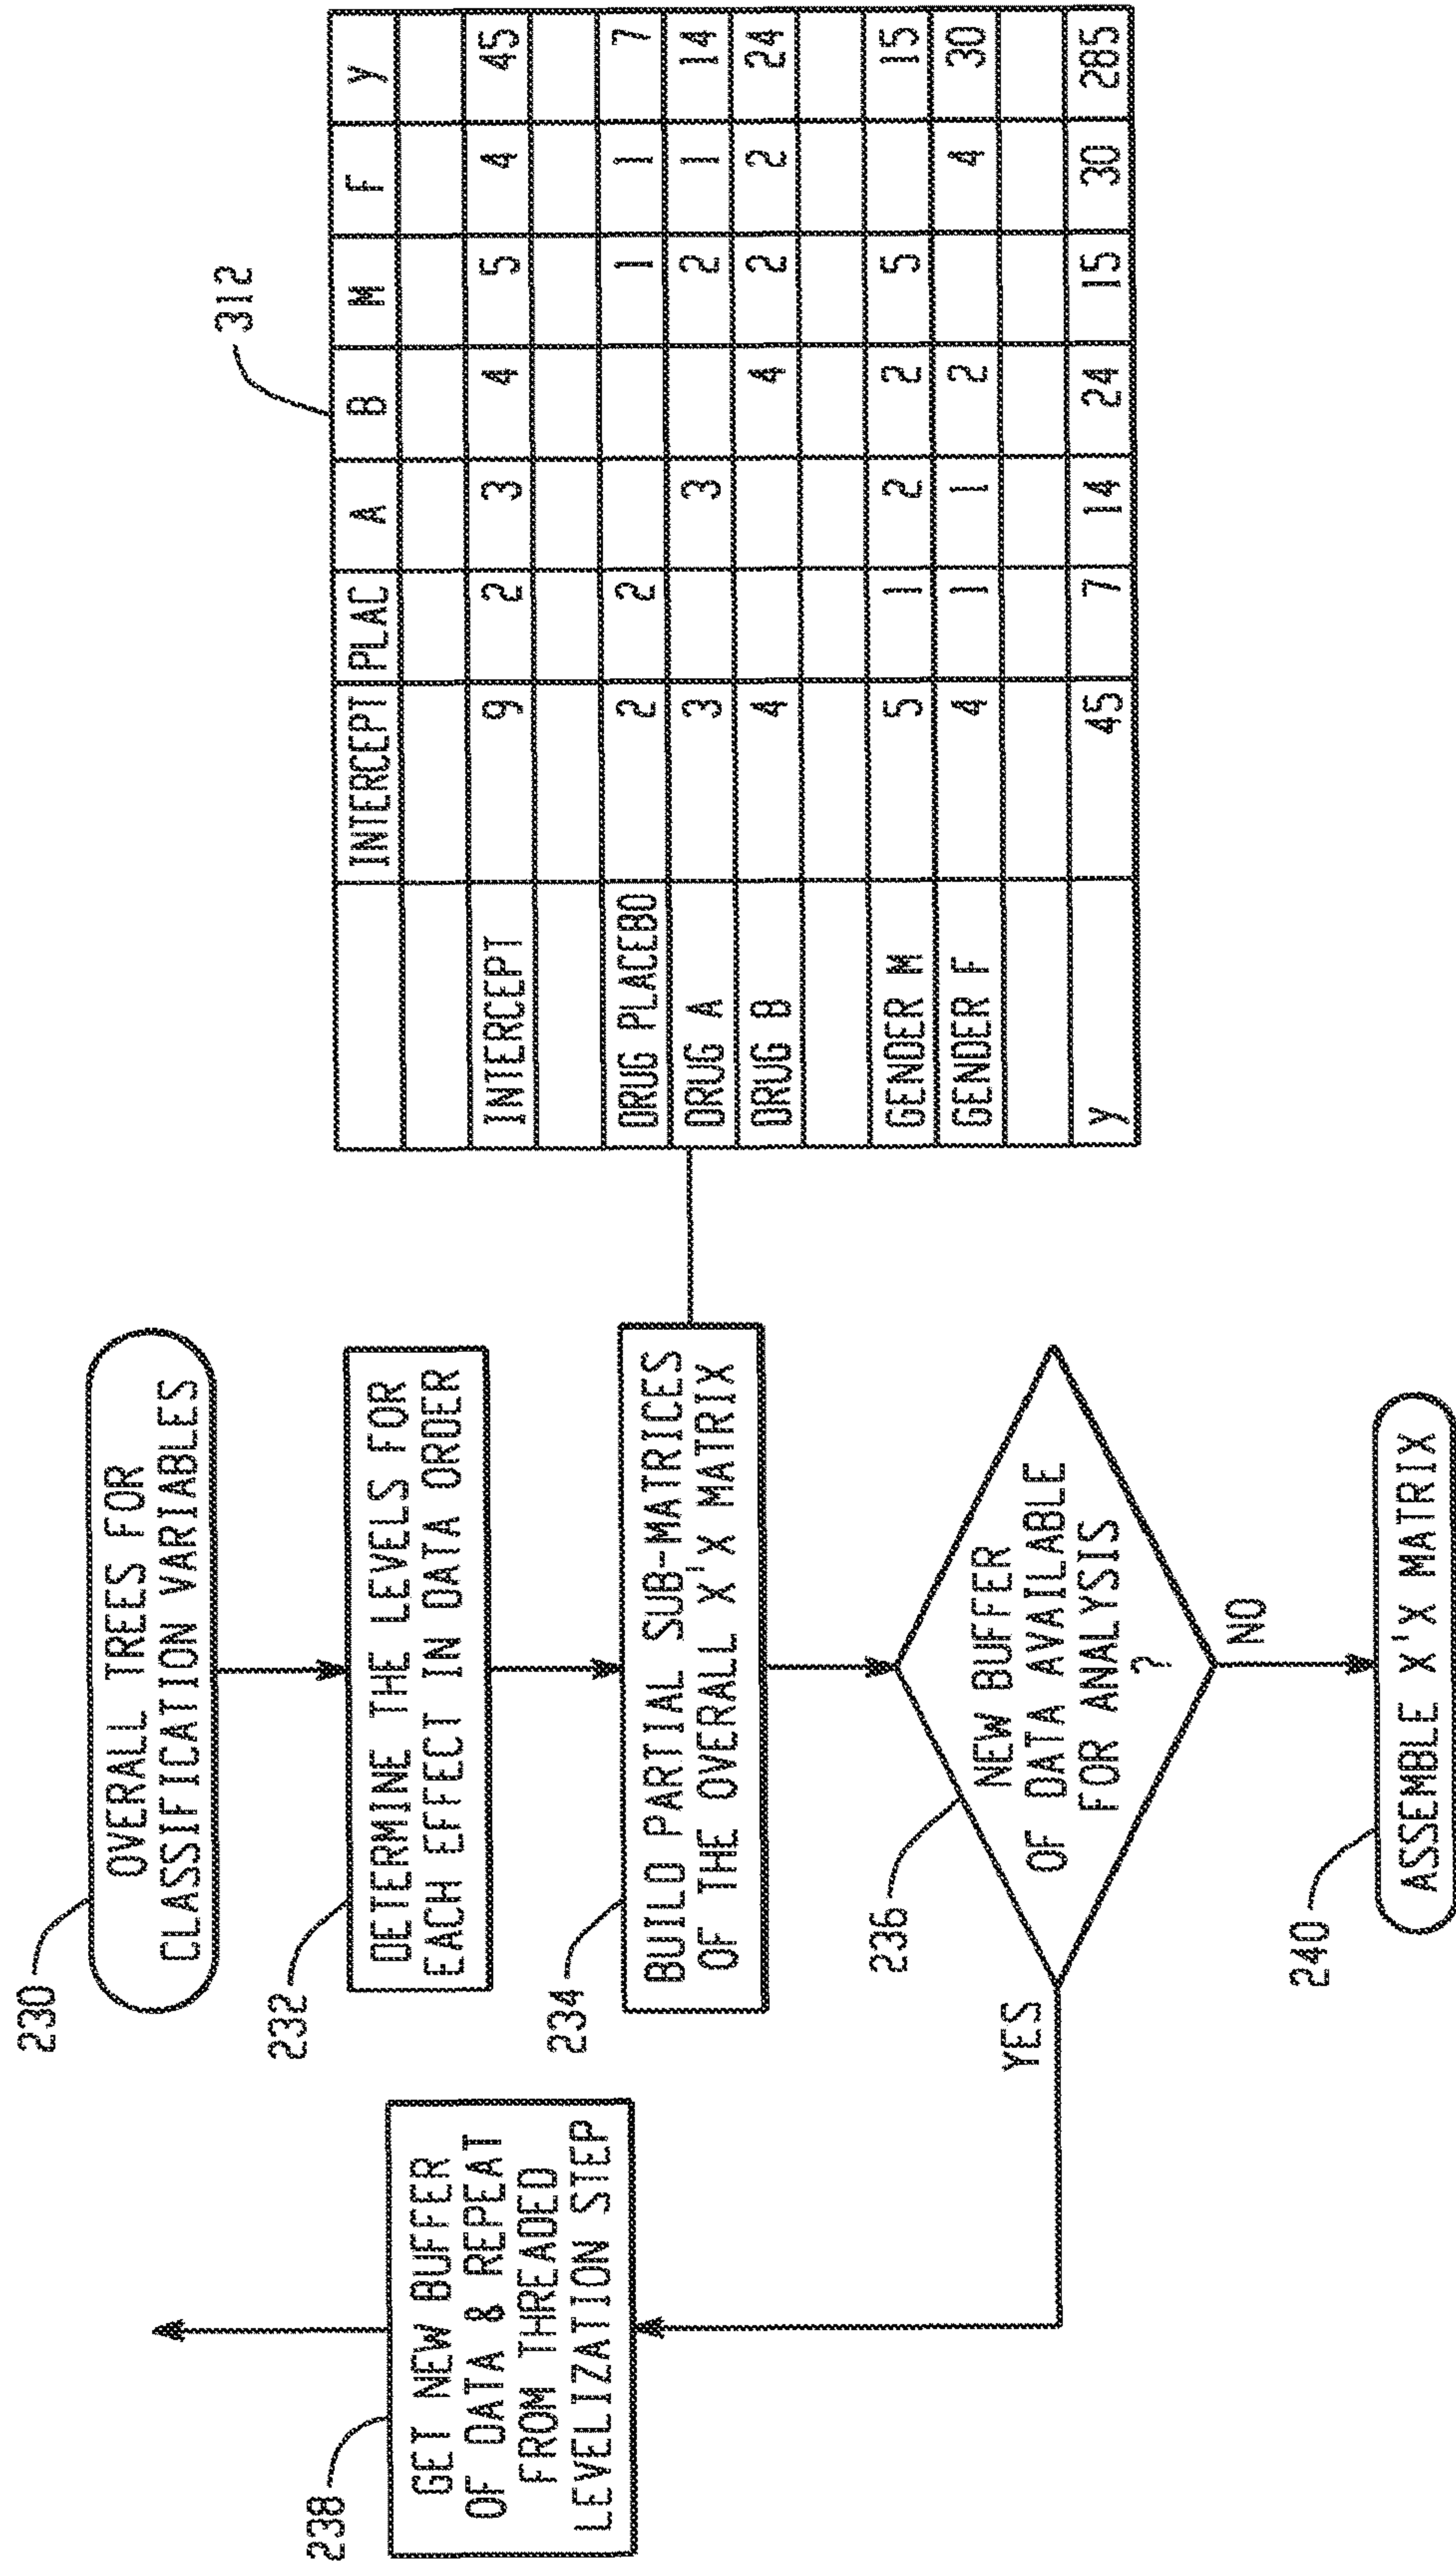 230
OVERALL TREES FOR
CLASSIFICATION VARIABLES
232
DETERMINE THE LEVELS FOR
EACH EFFECT IN DATA ORDER
234
BUILD PARTIAL SUB-MATRICES
OF THE OVERALL X'X MATRIX
236
NEW BUFFER
OF DATA AVAILABLE
FOR ANALYSIS
?
YES
NO
238
GET NEW BUFFER
OF DATA & REPEAT
FROM THREADED
LEVELIZATION STEP
240
ASSEMBLE X'X MATRIX
312
INTERCEPT PLAC A B M F y
INTERCEPT 9 2 3 4 5 4 45
DRUG PLACEBO 2 2 1 1 7
DRUG A 3 3 2 1 14
DRUG B 4 4 2 2 24
GENDER M 5 1 2 2 5 15
GENDER F 4 1 1 2 4 30
y 45 7 14 24 15 30 285